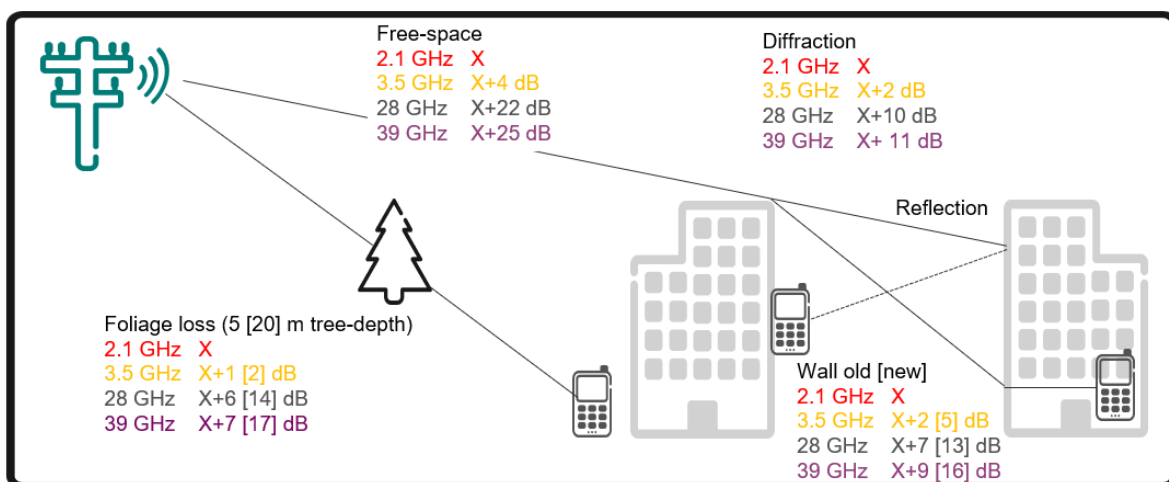 Free-space
2.1 GHz X
3.5 GHz X+4 dB
28 GHz X+22 dB
39 GHz X+25 dB
Diffraction
2.1 GHz X
3.5 GHz X+2 dB
28 GHz X+10 dB
39 GHz X+ 11 dB
Reflection
Foliage loss (5 [20] m tree-depth)
2.1 GHz X
3.5 GHz X+1 [2] dB
28 GHz X+6 [14] dB
39 GHz X+7 [17] dB
Wall old [new]
2.1 GHz X
3.5 GHz X+2 [5] dB
28 GHz X+7 [13] dB
39 GHz X+9 [16] dB